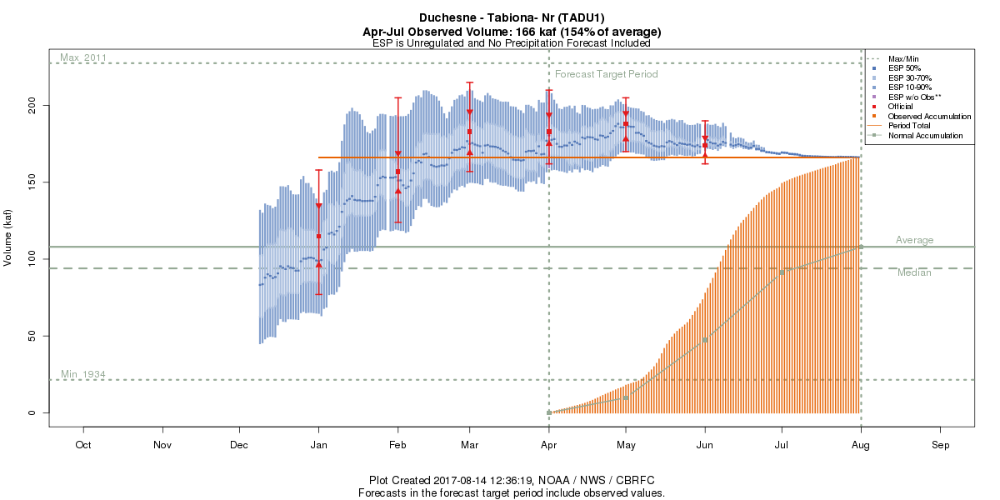 Duchesne - Tabiona- Nr (TADU1)
Apr-Jul Observed Volume: 166 kaf (154% of average)
ESP is Unregulated and No Precipitation Forecast Included
Max 2011
Forecast Target Period
Max/Min
ESP 50%
ESP 30-70%
ESP 10-90%
ESP w/o Obs**
Official
Observed Accumulation
Period Total
Normal Accumulation
Average
Median
Min 1934
Volume (kaf)
200
150
100
50
0
Oct Nov Dec Jan Feb Mar Apr May Jun Jul Aug Sep
Plot Created 2017-08-14 12:36:19, NOAA / NWS / CBRFC
Forecasts in the forecast target period include observed values.